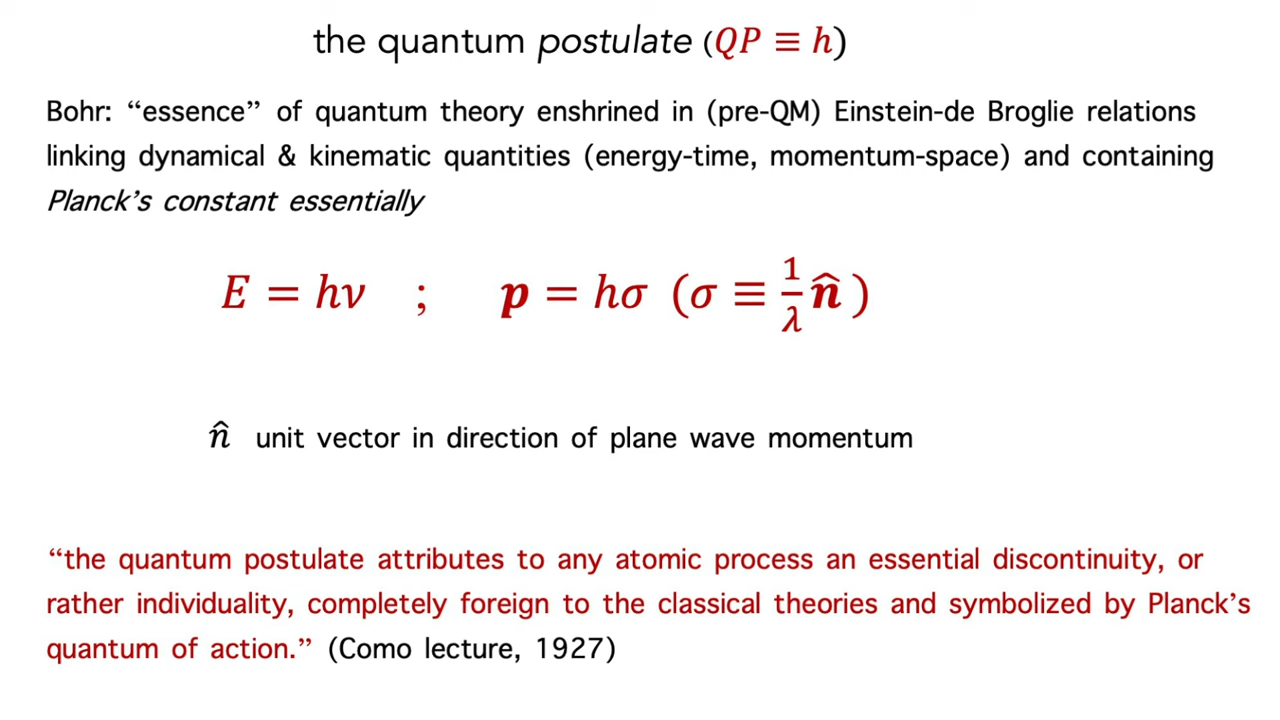 the quantum postulate (QP ≡ h)
Bohr: “essence” of quantum theory enshrined in (pre-QM) Einstein-de Broglie relations
linking dynamical & kinematic quantities (energy-time, momentum-space) and containing
Planck’s constant essentially
E = hν ; p = hσ (σ ≡ 1/λ n̂ )
n̂ unit vector in direction of plane wave momentum
“the quantum postulate attributes to any atomic process an essential discontinuity, or
rather individuality, completely foreign to the classical theories and symbolized by Planck’s
quantum of action.” (Como lecture, 1927)